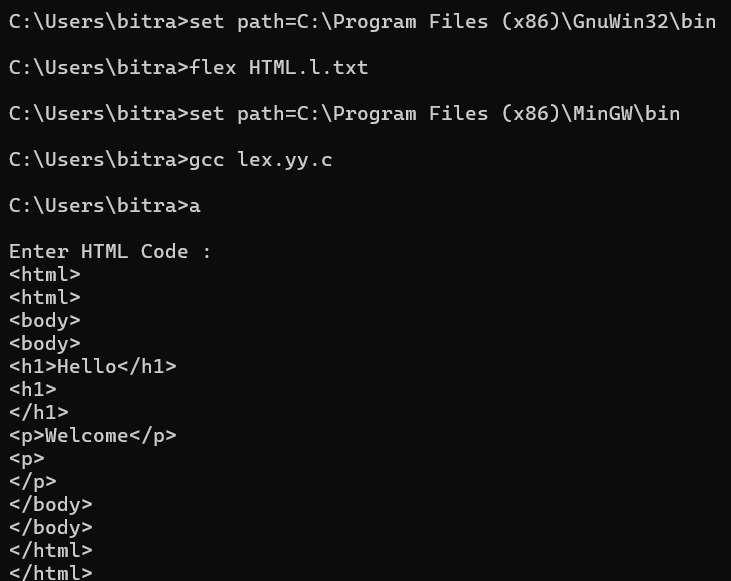 C:\Users\bitra>set path=C:\Program Files (x86)\GnuWin32\bin
C:\Users\bitra>flex HTML.l.txt
C:\Users\bitra>set path=C:\Program Files (x86)\MinGW\bin
C:\Users\bitra>gcc lex.yy.c
C:\Users\bitra>a
Enter HTML Code :
<html>
<html>
<body>
<body>
<h1>Hello</h1>
<h1>
</h1>
<p>Welcome</p>
<p>
</p>
</body>
</body>
</html>
</html>